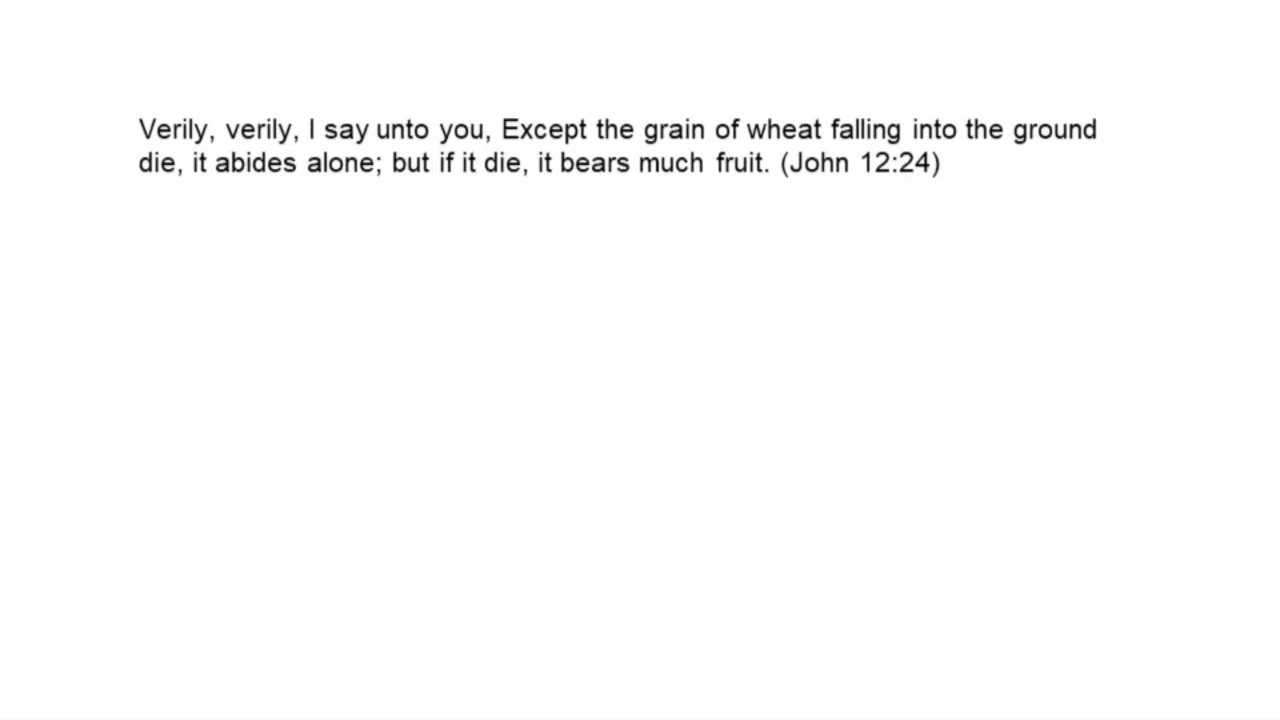 Verily, verily, I say unto you, Except the grain of wheat falling into the ground
die, it abides alone; but if it die, it bears much fruit. (John 12:24)